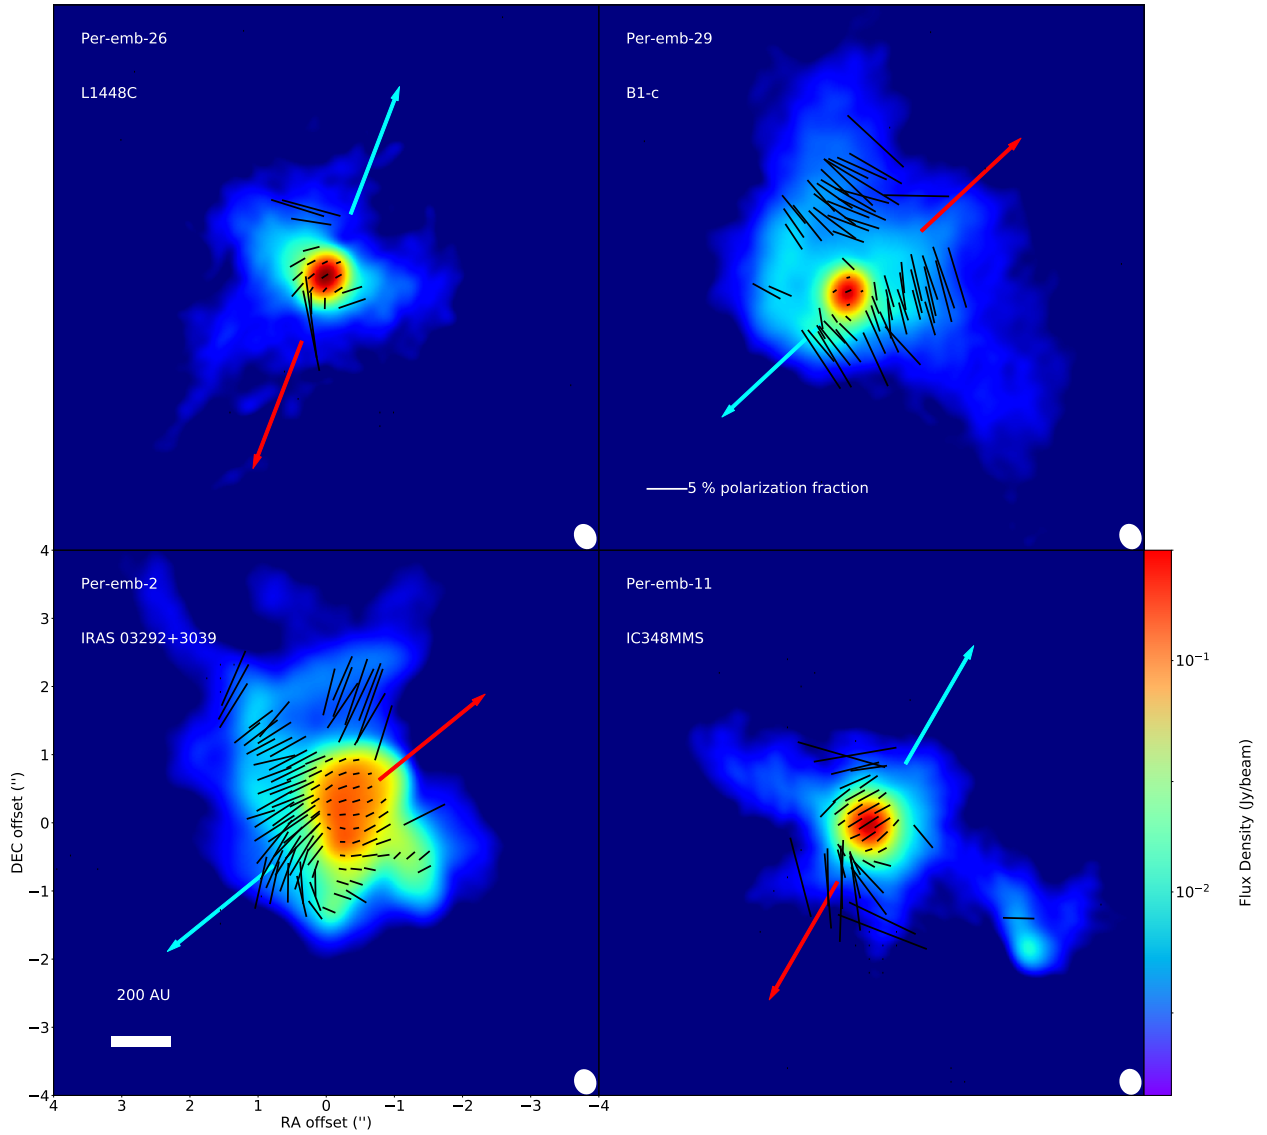 Per-emb-26
L1448C
Per-emb-29
B1-c
5 % polarization fraction
Per-emb-2
IRAS 03292+3039
200 AU
Per-emb-11
IC348MMS
4
3
2
1
0
−1
−2
−3
−4
DEC offset ('')
4 3 2 1 0 −1 −2 −3 −4
RA offset ('')
10⁻¹
10⁻²
Flux Density (Jy/beam)